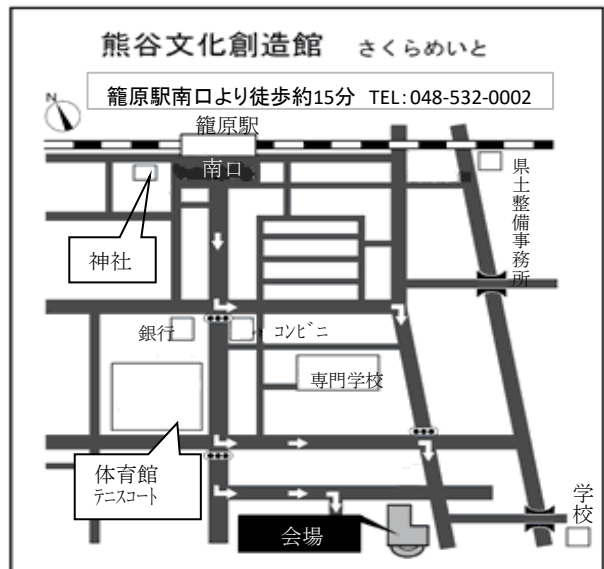 熊谷文化創造館 さくらめいと
籠原駅南口より徒歩約15分 TEL:048-532-0002
N
籠原駅
南口
県土整備事務所
神社
銀行
コンビニ
専門学校
体育館
テニスコート
会場
学校